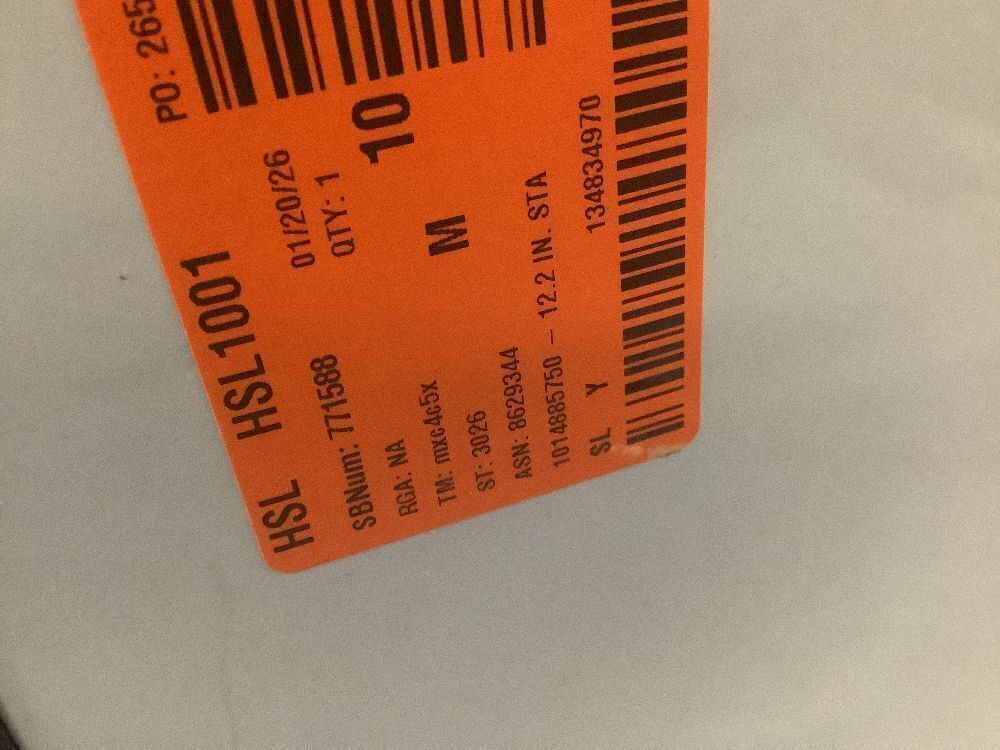 PO: 265
HSL HSL1001
SBNum: 771588 01/20/26
RGA: NA QTY: 1
TM: mxc4c5x M 10
ST: 3026
ASN: 8629344
1014885750 – 12.2 IN. STA
SL Y 134834970